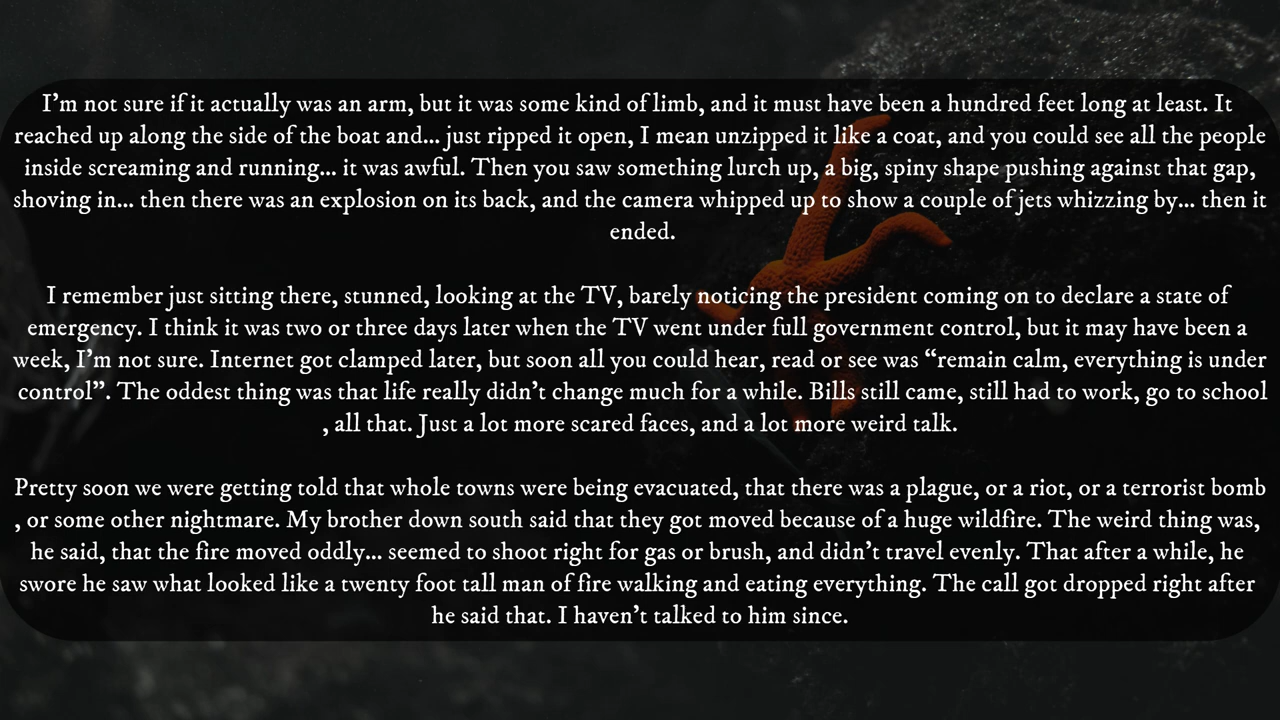 I’m not sure if it actually was an arm, but it was some kind of limb, and it must have been a hundred feet long at least. It
reached up along the side of the boat and... just ripped it open, I mean unzipped it like a coat, and you could see all the people
inside screaming and running... it was awful. Then you saw something lurch up, a big, spiny shape pushing against that gap,
shoving in... then there was an explosion on its back, and the camera whipped up to show a couple of jets whizzing by... then it
ended.
I remember just sitting there, stunned, looking at the TV, barely noticing the president coming on to declare a state of
emergency. I think it was two or three days later when the TV went under full government control, but it may have been a
week, I’m not sure. Internet got clamped later, but soon all you could hear, read or see was “remain calm, everything is under
control”. The oddest thing was that life really didn’t change much for a while. Bills still came, still had to work, go to school
, all that. Just a lot more scared faces, and a lot more weird talk.
Pretty soon we were getting told that whole towns were being evacuated, that there was a plague, or a riot, or a terrorist bomb
, or some other nightmare. My brother down south said that they got moved because of a huge wildfire. The weird thing was,
he said, that the fire moved oddly... seemed to shoot right for gas or brush, and didn’t travel evenly. That after a while, he
swore he saw what looked like a twenty foot tall man of fire walking and eating everything. The call got dropped right after
he said that. I haven’t talked to him since.